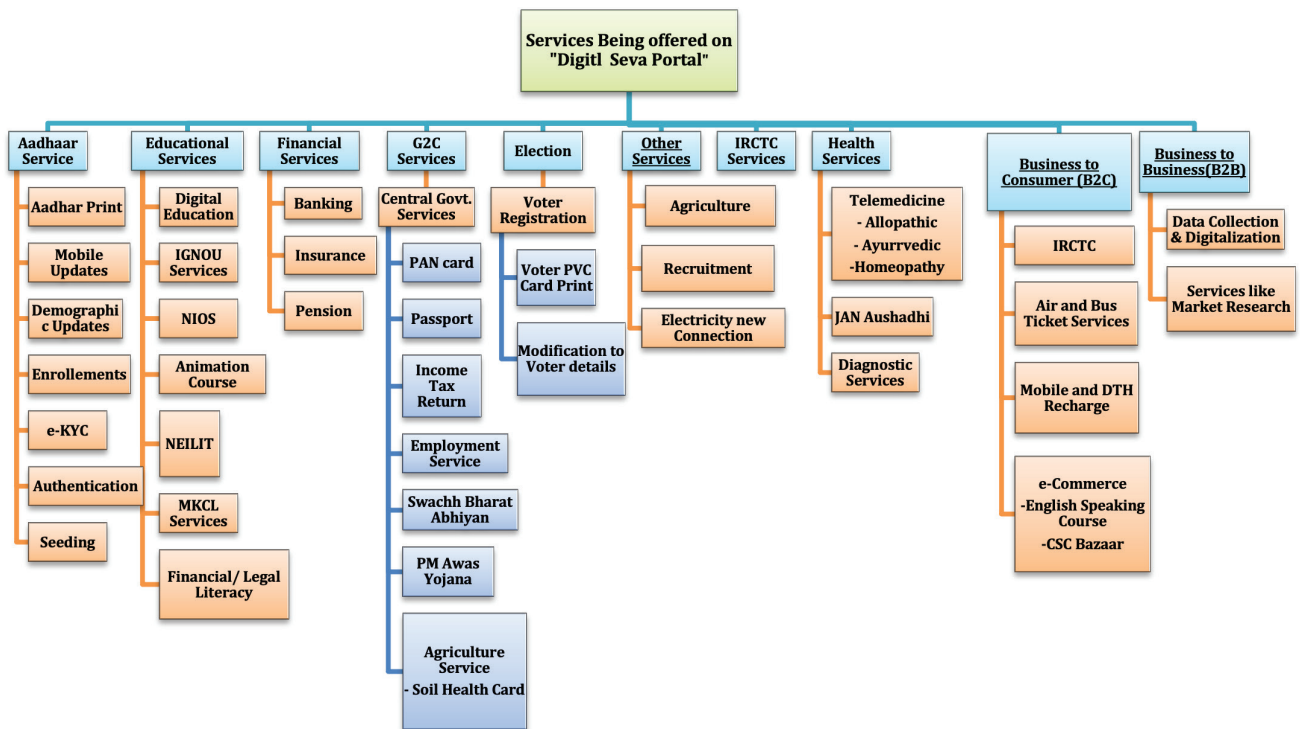 Services Being offered on
"Digitl Seva Portal"
Aadhaar
Service
Aadhar Print
Mobile
Updates
Demographi
c Updates
Enrollements
e-KYC
Authentication
Seeding
Educational
Services
Digital
Education
IGNOU
Services
NIOS
Animation
Course
NEILIT
MKCL
Services
Financial/ Legal
Literacy
Financial
Services
Banking
Insurance
Pension
G2C
Services
Central Govt.
Services
PAN card
Passport
Income
Tax
Return
Employment
Service
Swachh Bharat
Abhiyan
PM Awas
Yojana
Agriculture
Service
- Soil Health Card
Election
Voter
Registration
Voter PVC
Card Print
Modification to
Voter details
Other
Services
Agriculture
Recruitment
Electricity new
Connection
IRCTC
Services
Health
Services
Telemedicine
- Allopathic
- Ayurrvedic
-Homeopathy
JAN Aushadhi
Diagnostic
Services
Business to
Consumer (B2C)
IRCTC
Air and Bus
Ticket Services
Mobile and DTH
Recharge
e-Commerce
-English Speaking
Course
-CSC Bazaar
Business to
Business(B2B)
Data Collection
& Digitalization
Services like
Market Research